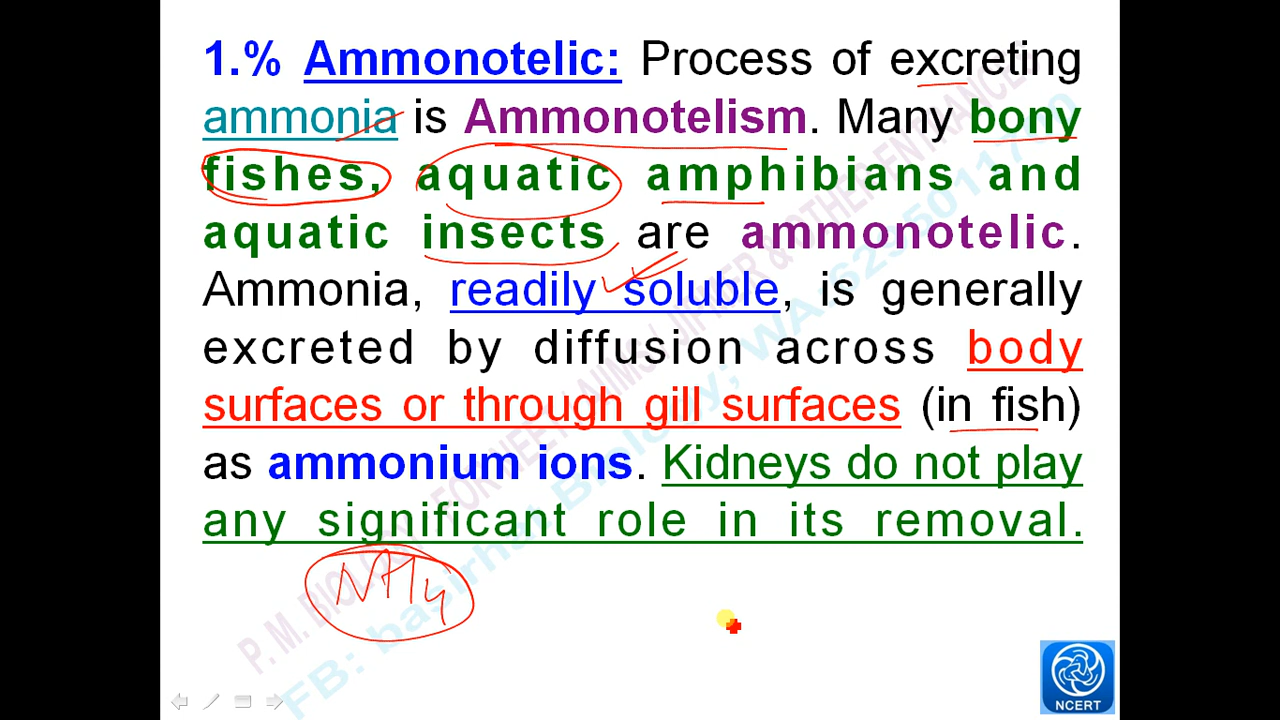 1.% Ammonotelic: Process of excreting
ammonia is Ammonotelism. Many bony
fishes, aquatic amphibians and
aquatic insects are ammonotelic.
Ammonia, readily soluble, is generally
excreted by diffusion across body
surfaces or through gill surfaces (in fish)
as ammonium ions. Kidneys do not play
any significant role in its removal.
NH4
NCERT